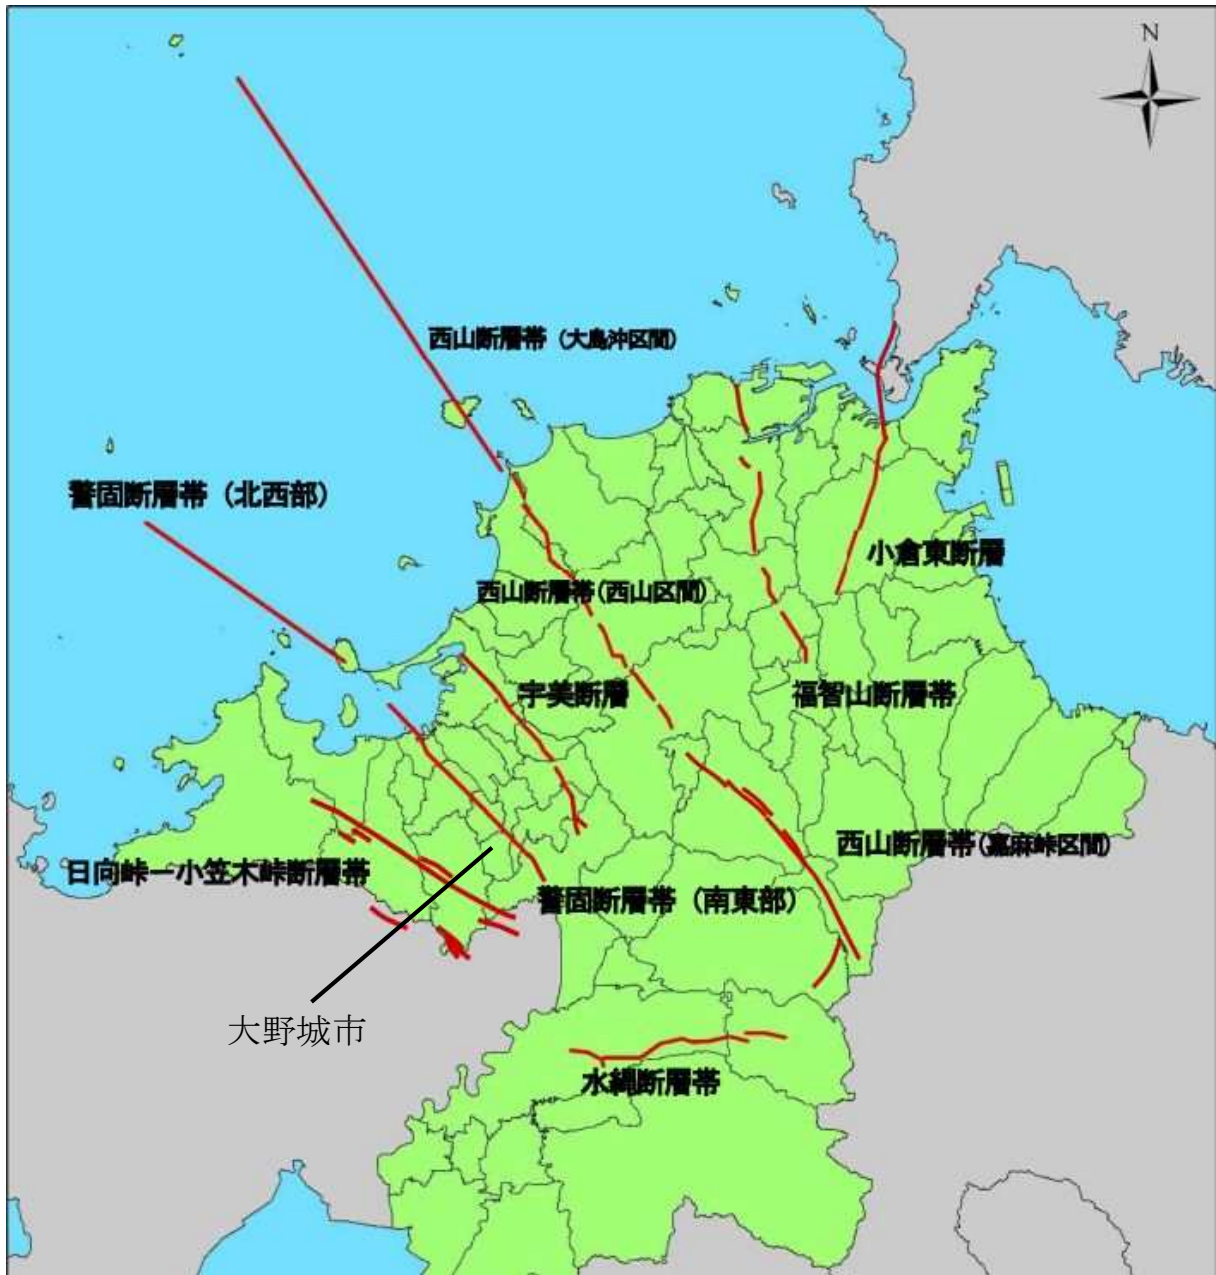 N
西山断層帯（大島沖区間）
警固断層帯（北西部）
小倉東断層
西山断層帯(西山区間)
宇美断層
福智山断層帯
西山断層帯(嘉麻峠区間)
日向峠ー小笠木峠断層帯
警固断層帯（南東部）
大野城市
水縄断層帯